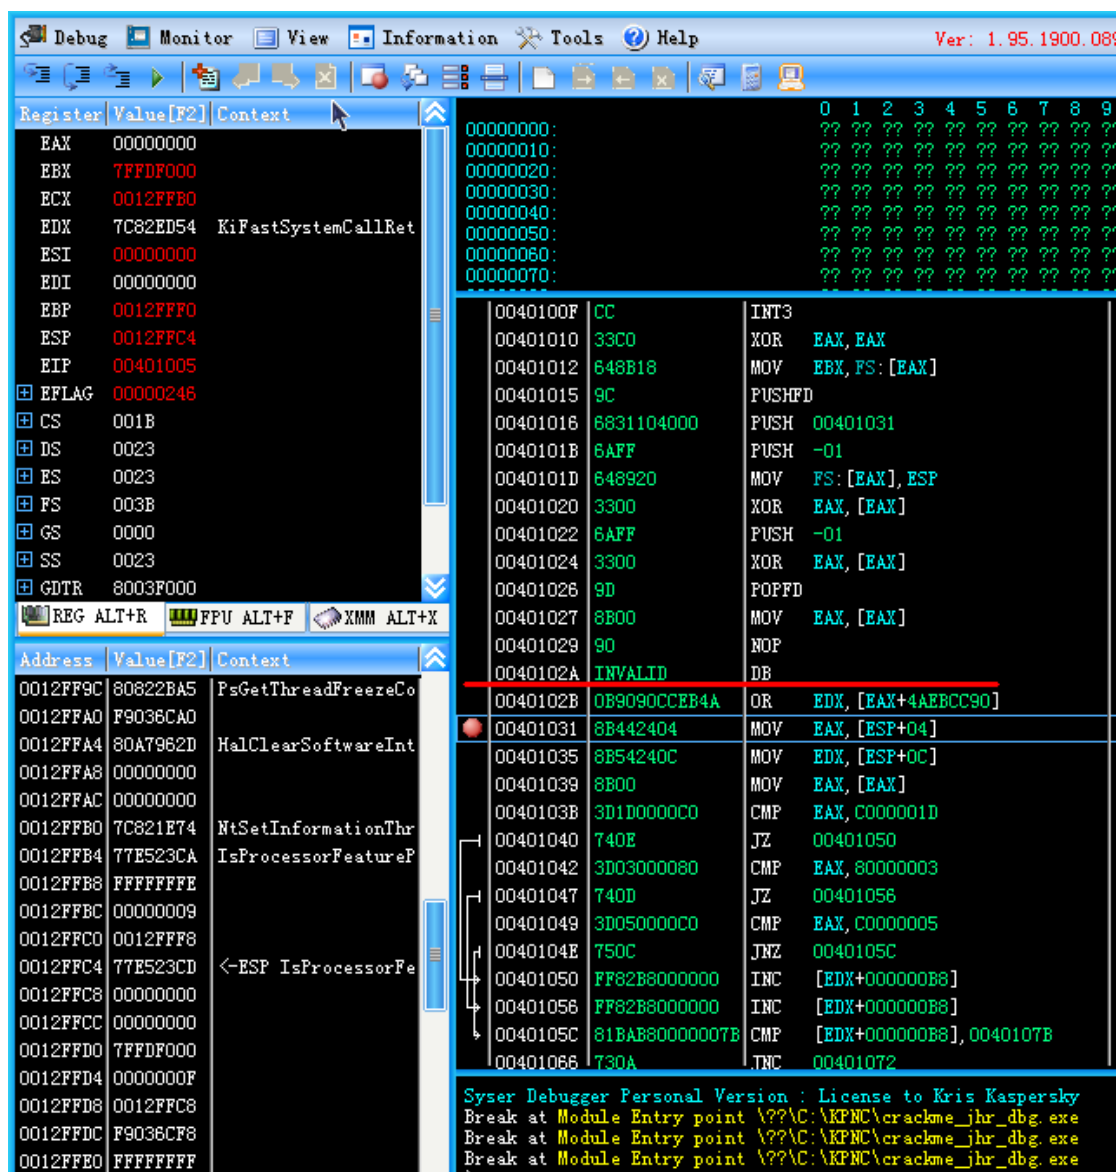 Debug Monitor View Information Tools Help Ver: 1.95.1900.089
Register Value[F2] Context
EAX 00000000
EBX 7FFDF000
ECX 0012FFB0
EDX 7C82ED54 KiFastSystemCallRet
ESI 00000000
EDI 00000000
EBP 0012FFF0
ESP 0012FFC4
EIP 00401005
EFLAG 00000246
CS 001B
DS 0023
ES 0023
FS 003B
GS 0000
SS 0023
GDTR 8003F000
REG ALT+R FPU ALT+F XMM ALT+X
Address Value[F2] Context
0012FF9C 80822BA5 PsGetThreadFreezeCo
0012FFA0 F9036CA0
0012FFA4 80A7962D HalClearSoftwareInt
0012FFA8 00000000
0012FFAC 00000000
0012FFB0 7C821E74 NtSetInformationThr
0012FFB4 77E523CA IsProcessorFeatureP
0012FFB8 FFFFFFFE
0012FFBC 00000009
0012FFC0 0012FFF8
0012FFC4 77E523CD <-ESP IsProcessorFe
0012FFC8 00000000
0012FFCC 00000000
0012FFD0 7FFDF000
0012FFD4 0000000F
0012FFD8 0012FFC8
0012FFDC F9036CF8
0012FFE0 FFFFFFFF
0 1 2 3 4 5 6 7 8 9
00000000: ?? ?? ?? ?? ?? ?? ?? ?? ?? ??
00000010: ?? ?? ?? ?? ?? ?? ?? ?? ?? ??
00000020: ?? ?? ?? ?? ?? ?? ?? ?? ?? ??
00000030: ?? ?? ?? ?? ?? ?? ?? ?? ?? ??
00000040: ?? ?? ?? ?? ?? ?? ?? ?? ?? ??
00000050: ?? ?? ?? ?? ?? ?? ?? ?? ?? ??
00000060: ?? ?? ?? ?? ?? ?? ?? ?? ?? ??
00000070: ?? ?? ?? ?? ?? ?? ?? ?? ?? ??
0040100F CC INT3
00401010 33C0 XOR EAX, EAX
00401012 648B18 MOV EBX, FS:[EAX]
00401015 9C PUSHFD
00401016 6831104000 PUSH 00401031
0040101B 6AFF PUSH -01
0040101D 648920 MOV FS:[EAX], ESP
00401020 3300 XOR EAX, [EAX]
00401022 6AFF PUSH -01
00401024 3300 XOR EAX, [EAX]
00401026 9D POPFD
00401027 8B00 MOV EAX, [EAX]
00401029 90 NOP
0040102A INVALID DB
0040102B 0B9090CCEB4A OR EDX, [EAX+4AEBCC90]
00401031 8B442404 MOV EAX, [ESP+04]
00401035 8B54240C MOV EDX, [ESP+0C]
00401039 8B00 MOV EAX, [EAX]
0040103B 3D1D0000C0 CMP EAX, C000001D
00401040 740E JZ 00401050
00401042 3D03000080 CMP EAX, 80000003
00401047 740D JZ 00401056
00401049 3D050000C0 CMP EAX, C0000005
0040104E 750C JNZ 0040105C
00401050 FF82B8000000 INC [EDX+000000B8]
00401056 FF82B8000000 INC [EDX+000000B8]
0040105C 81BAB80000007B CMP [EDX+000000B8], 0040107B
00401066 730A JNC 00401072
Syser Debugger Personal Version : License to Kris Kaspersky
Break at Module Entry point \??\C:\KPNC\crackme_jhr_dbg.exe
Break at Module Entry point \??\C:\KPNC\crackme_jhr_dbg.exe
Break at Module Entry point \??\C:\KPNC\crackme_jhr_dbg.exe